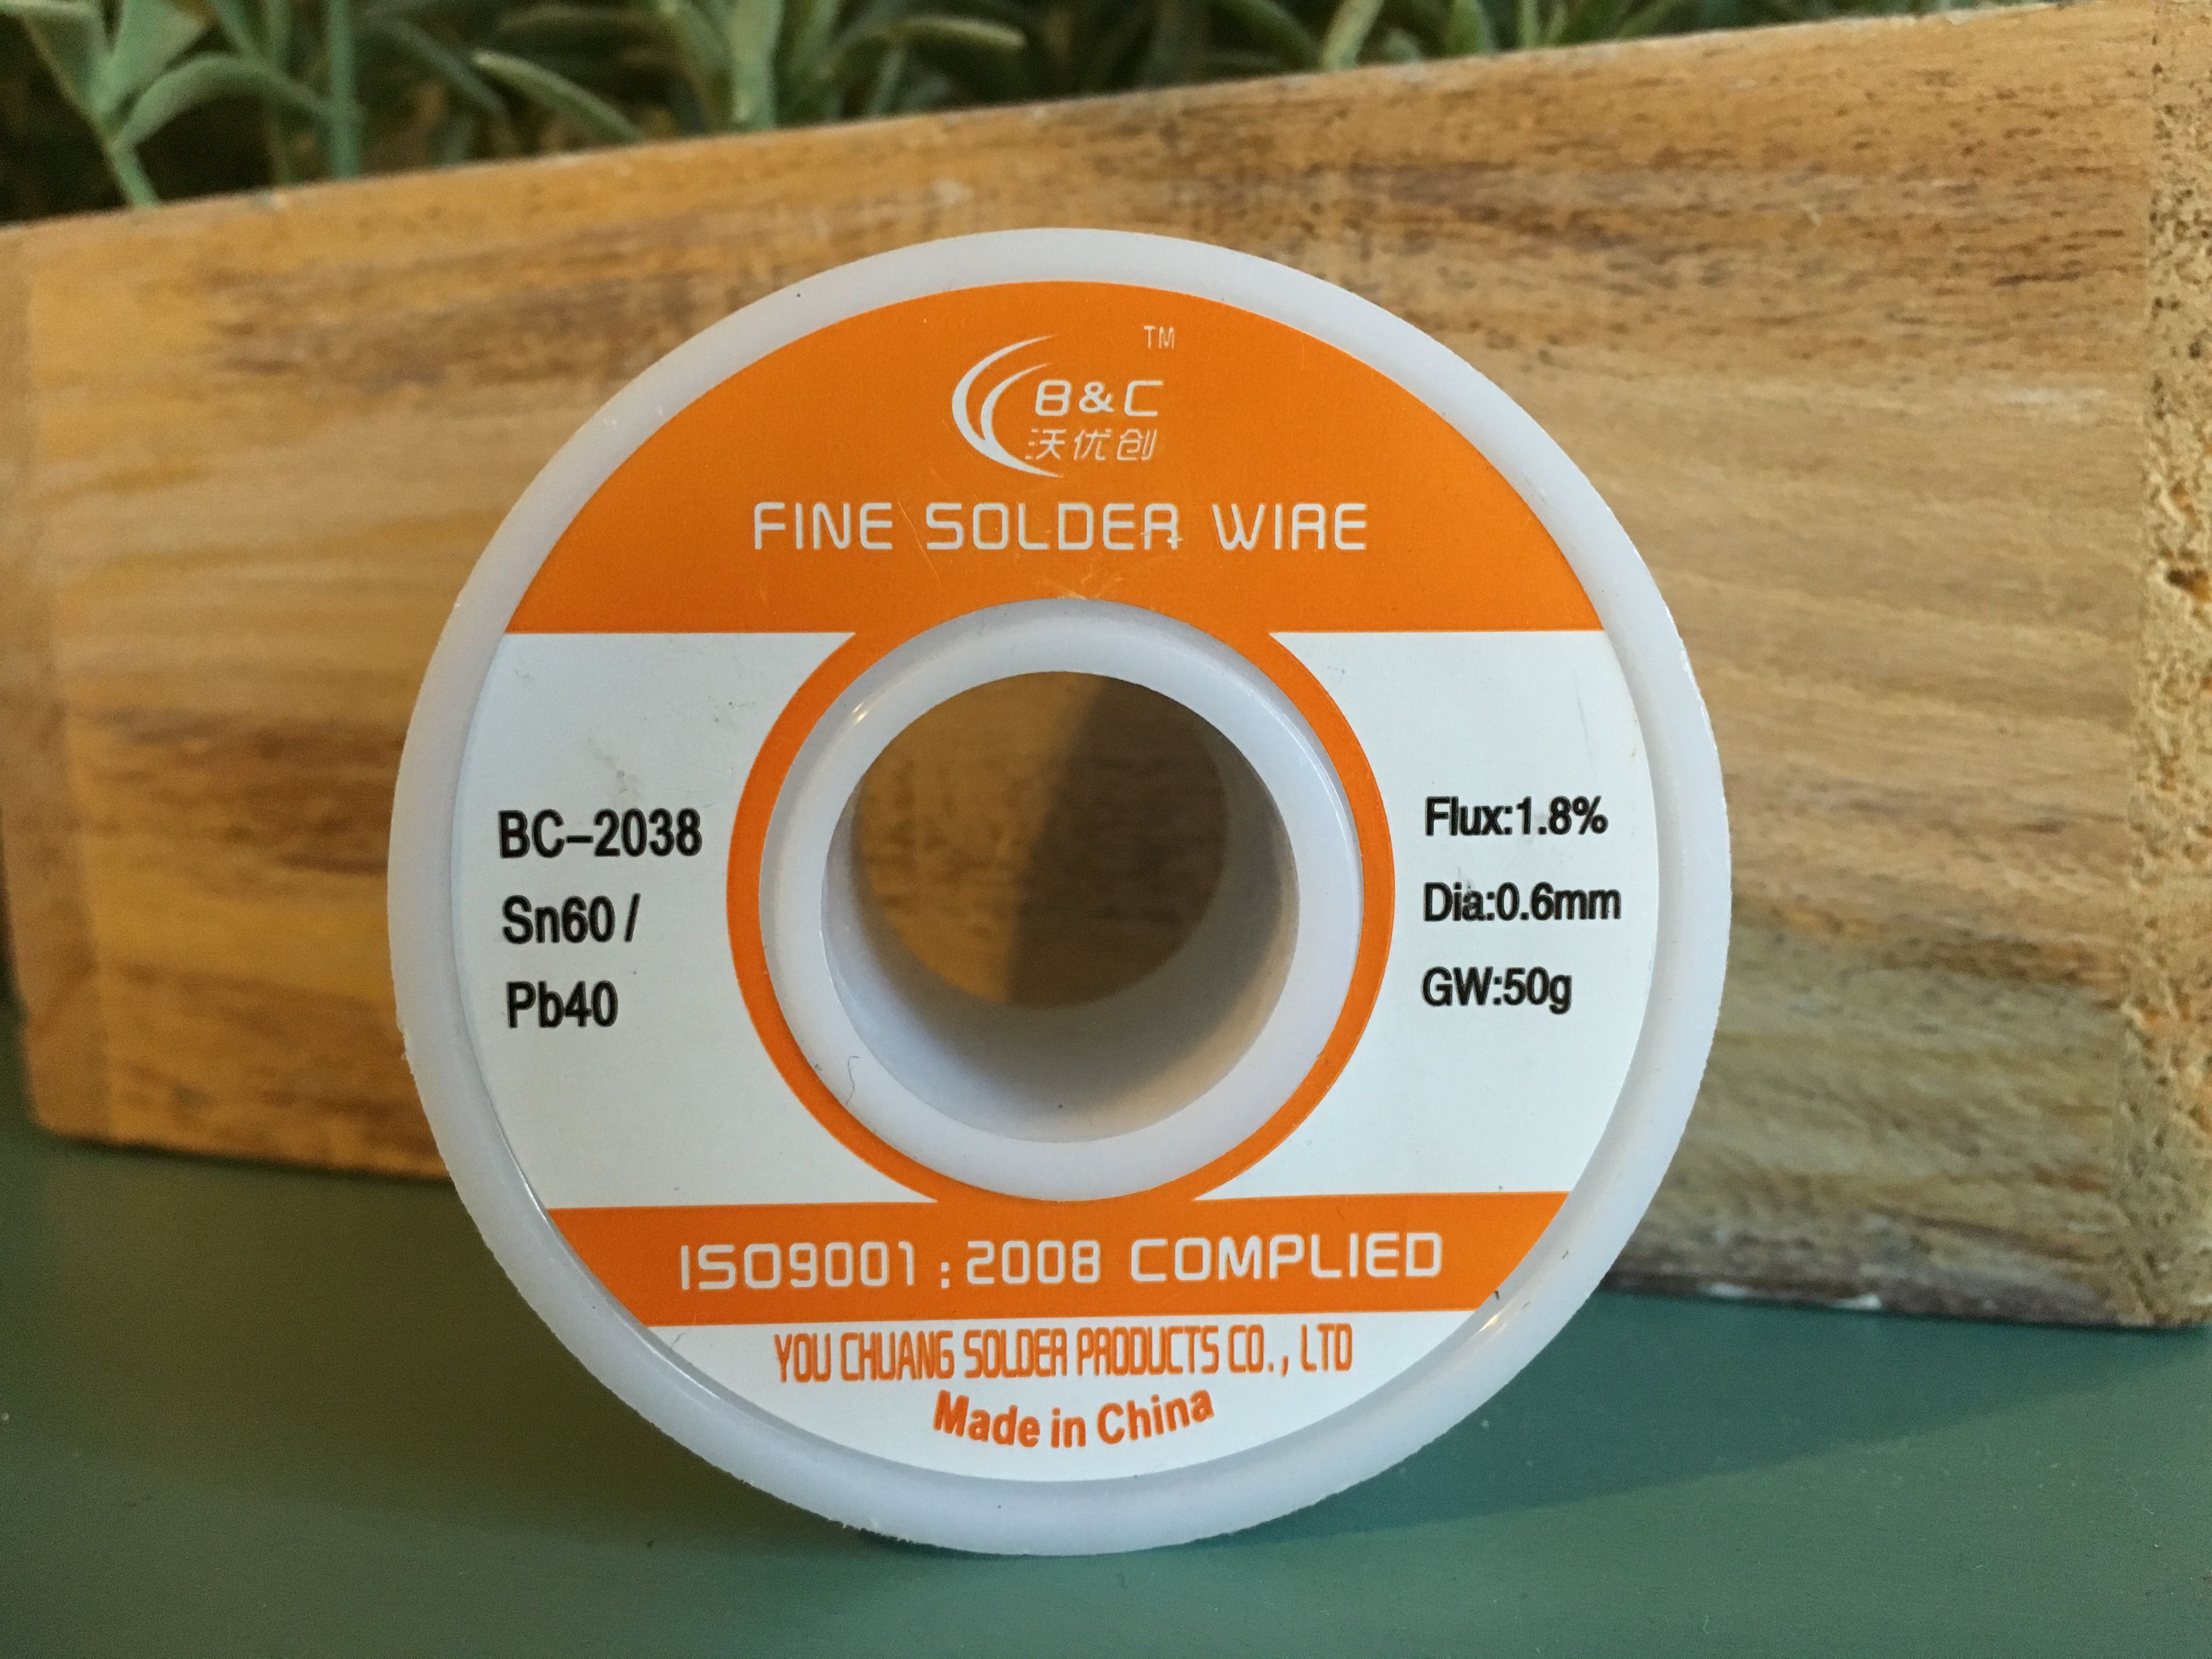 TM
B&C
沃优创
FINE SOLDER WIRE
BC-2038
Sn60/
Pb40
Flux:1.8%
Dia:0.6mm
GW:50g
ISO9001:2008 COMPLIED
YOU CHUANG SOLDER PRODUCTS CO., LTD
Made in China